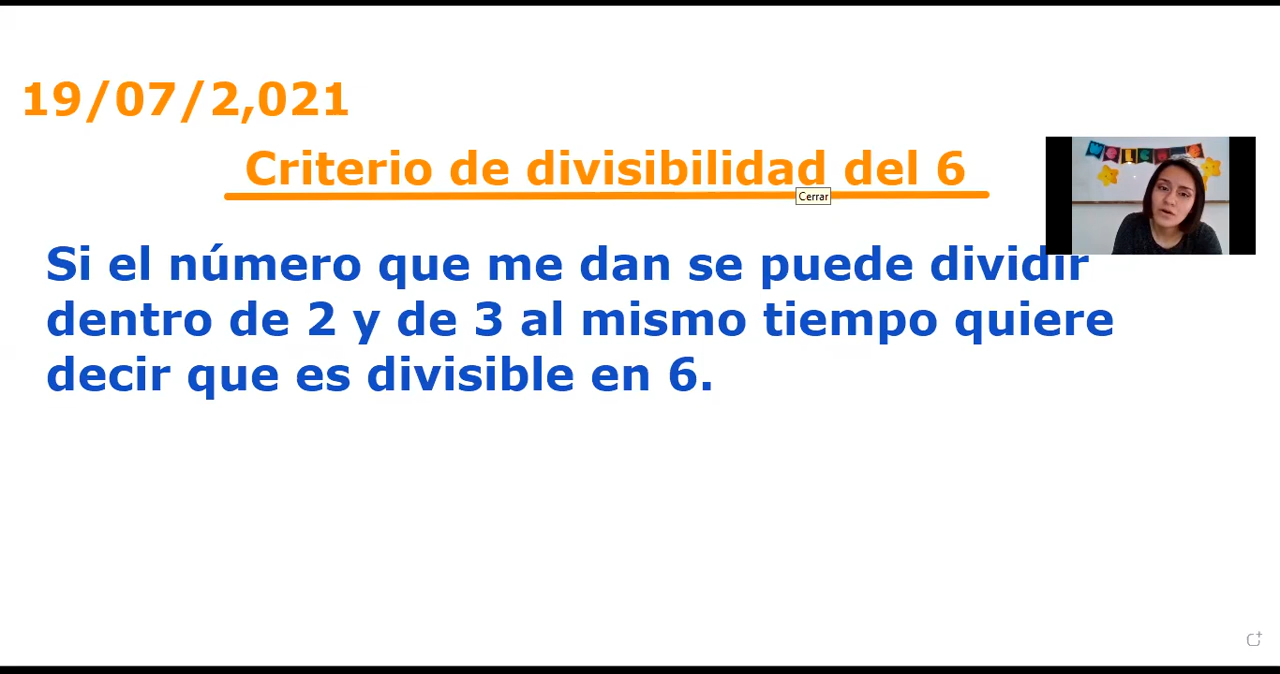 19/07/2,021
Criterio de divisibilidad del 6
Cerrar
WELCOME
Si el número que me dan se puede dividir
dentro de 2 y de 3 al mismo tiempo quiere
decir que es divisible en 6.